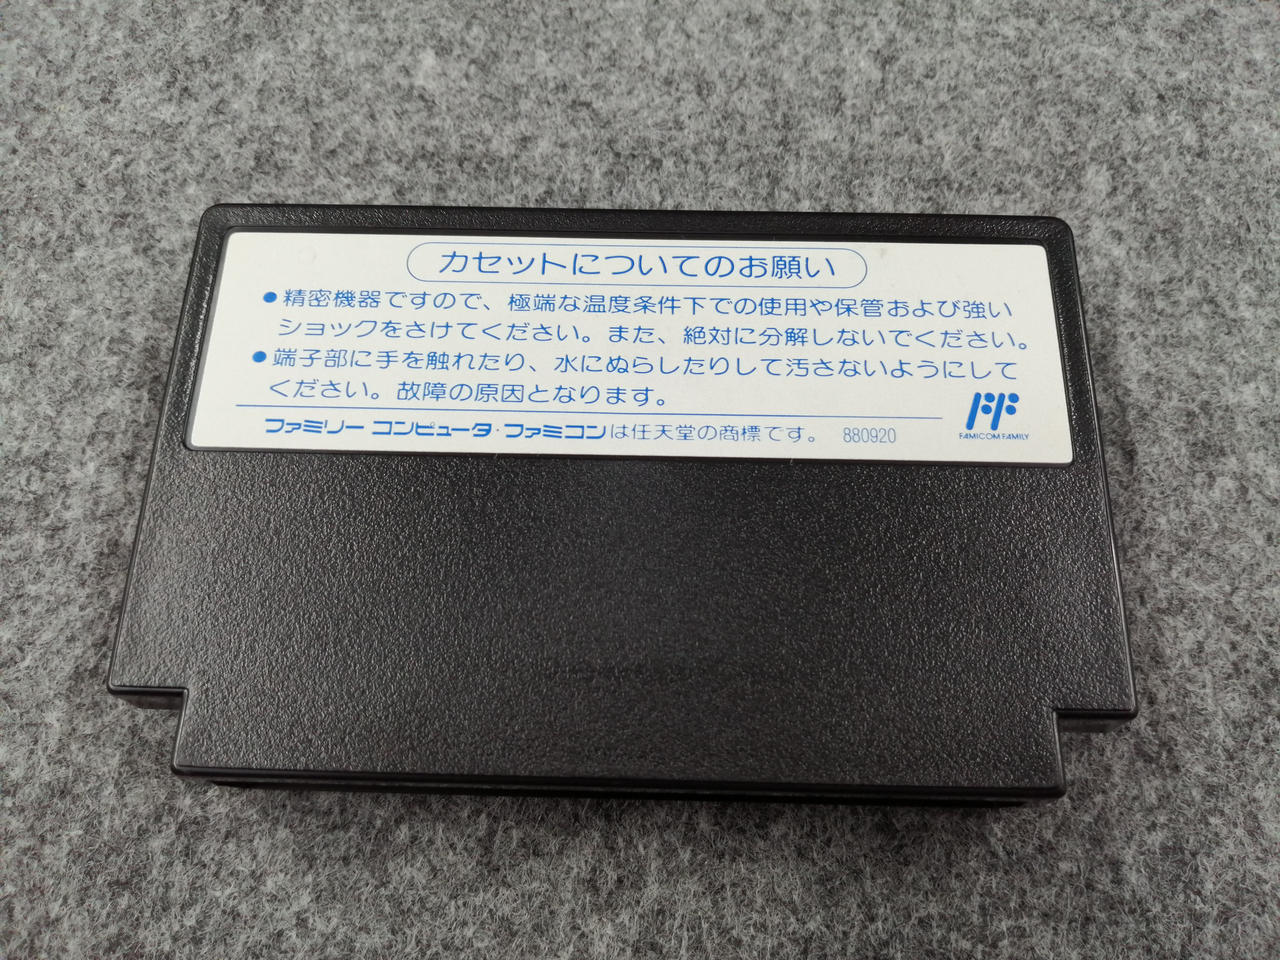 カセットについてのお願い
●精密機器ですので、極端な温度条件下での使用や保管および強い
ショックをさけてください。また、絶対に分解しないでください。
●端子部に手を触れたり、水にぬらしたりして汚さないようにして
ください。故障の原因となります。
ファミリー コンピュータ・ファミコンは任天堂の商標です。 880920
FAMICOM FAMILY